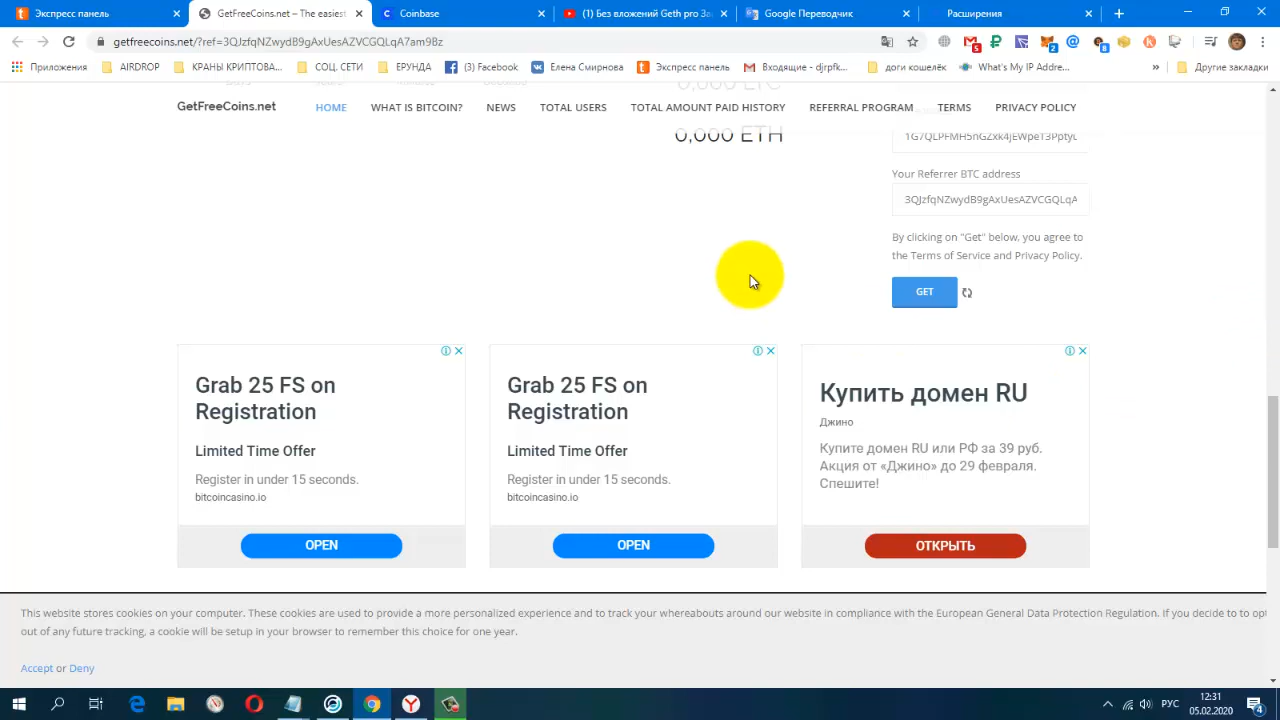 Экспресс панель
GetFreeCoins.net – The easiest
Coinbase
(1) Без вложений Geth pro За
Google Переводчик
Расширения
getfreecoins.net/?ref=3QJzfqNZwydB9gAxUesAZVCGQLqA7am9Bz
5
2
8
Приложения
AIRDROP
КРАНЫ КРИПТОВА...
СОЦ. СЕТИ
ЕРУНДА
(3) Facebook
Елена Смирнова
Экспресс панель
Входящие - djrpfk...
доги кошелёк
What's My IP Addre...
»
Другие закладки
GetFreeCoins.net
HOME
WHAT IS BITCOIN?
NEWS
TOTAL USERS
TOTAL AMOUNT PAID HISTORY
REFERRAL PROGRAM
TERMS
PRIVACY POLICY
0,000 LTC
0,000 ETH
1G7QLPFMH5nGZxk4jEWpeT3Pptyu
Your Referrer BTC address
3QJzfqNZwydB9gAxUesAZVCGQLqA
By clicking on "Get" below, you agree to
the Terms of Service and Privacy Policy.
GET
Grab 25 FS on
Registration
Limited Time Offer
Register in under 15 seconds.
bitcoincasino.io
OPEN
Grab 25 FS on
Registration
Limited Time Offer
Register in under 15 seconds.
bitcoincasino.io
OPEN
Купить домен RU
Джино
Купите домен RU или РФ за 39 руб.
Акция от «Джино» до 29 февраля.
Спешите!
ОТКРЫТЬ
This website stores cookies on your computer. These cookies are used to provide a more personalized experience and to track your whereabouts around our website in compliance with the European General Data Protection Regulation. If you decide to to opt
out of any future tracking, a cookie will be setup in your browser to remember this choice for one year.
Accept or Deny
РУС
12:31
05.02.2020
4